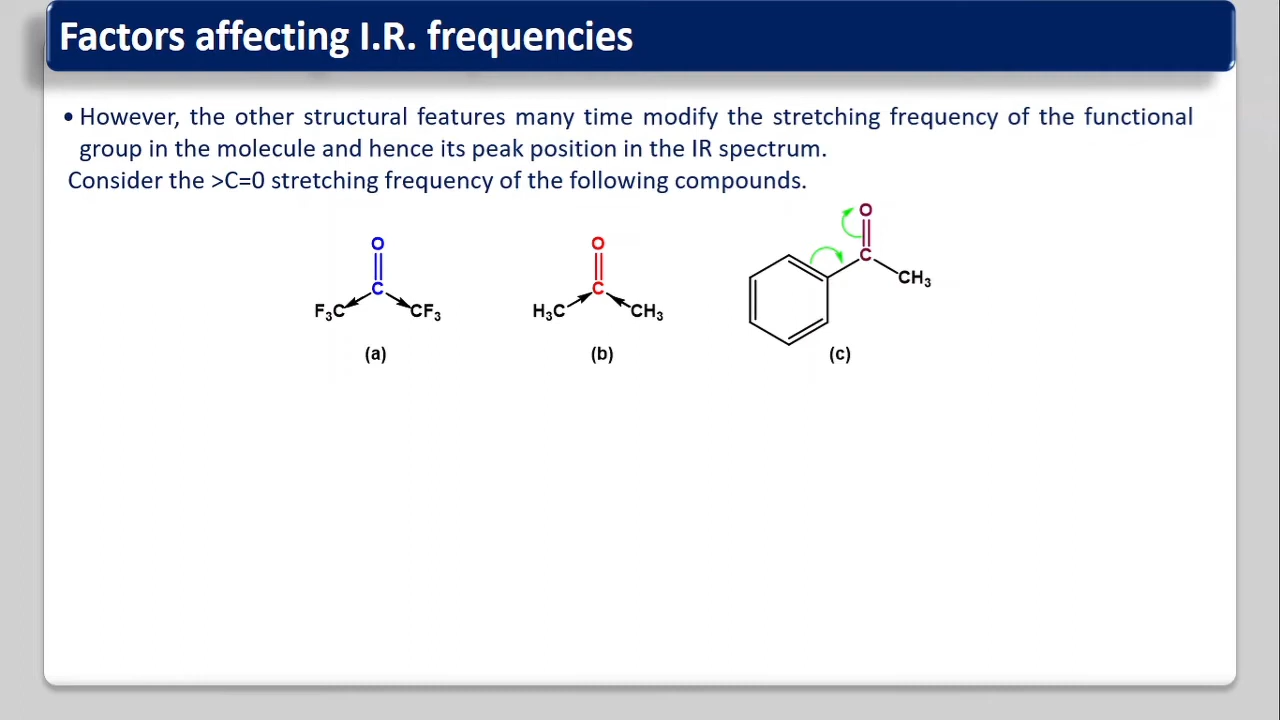 Factors affecting I.R. frequencies
• However, the other structural features many time modify the stretching frequency of the functional
group in the molecule and hence its peak position in the IR spectrum.
Consider the >C=0 stretching frequency of the following compounds.
O O O
C C C
F₃C CF₃ H₃C CH₃ CH₃
(a) (b) (c)